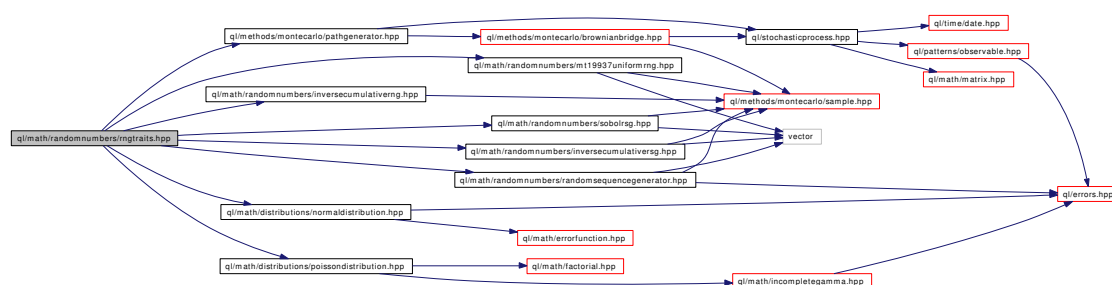 ql/time/date.hpp
ql/methods/montecarlo/pathgenerator.hpp
ql/methods/montecarlo/brownianbridge.hpp
ql/stochasticprocess.hpp
ql/patterns/observable.hpp
ql/math/randomnumbers/mt19937uniformrng.hpp
ql/math/matrix.hpp
ql/math/randomnumbers/inversecumulativerng.hpp
ql/methods/montecarlo/sample.hpp
ql/math/randomnumbers/sobolrsg.hpp
ql/math/randomnumbers/rngtraits.hpp
vector
ql/math/randomnumbers/inversecumulativersg.hpp
ql/math/randomnumbers/randomsequencegenerator.hpp
ql/errors.hpp
ql/math/distributions/normaldistribution.hpp
ql/math/errorfunction.hpp
ql/math/distributions/poissondistribution.hpp
ql/math/factorial.hpp
ql/math/incompletegamma.hpp